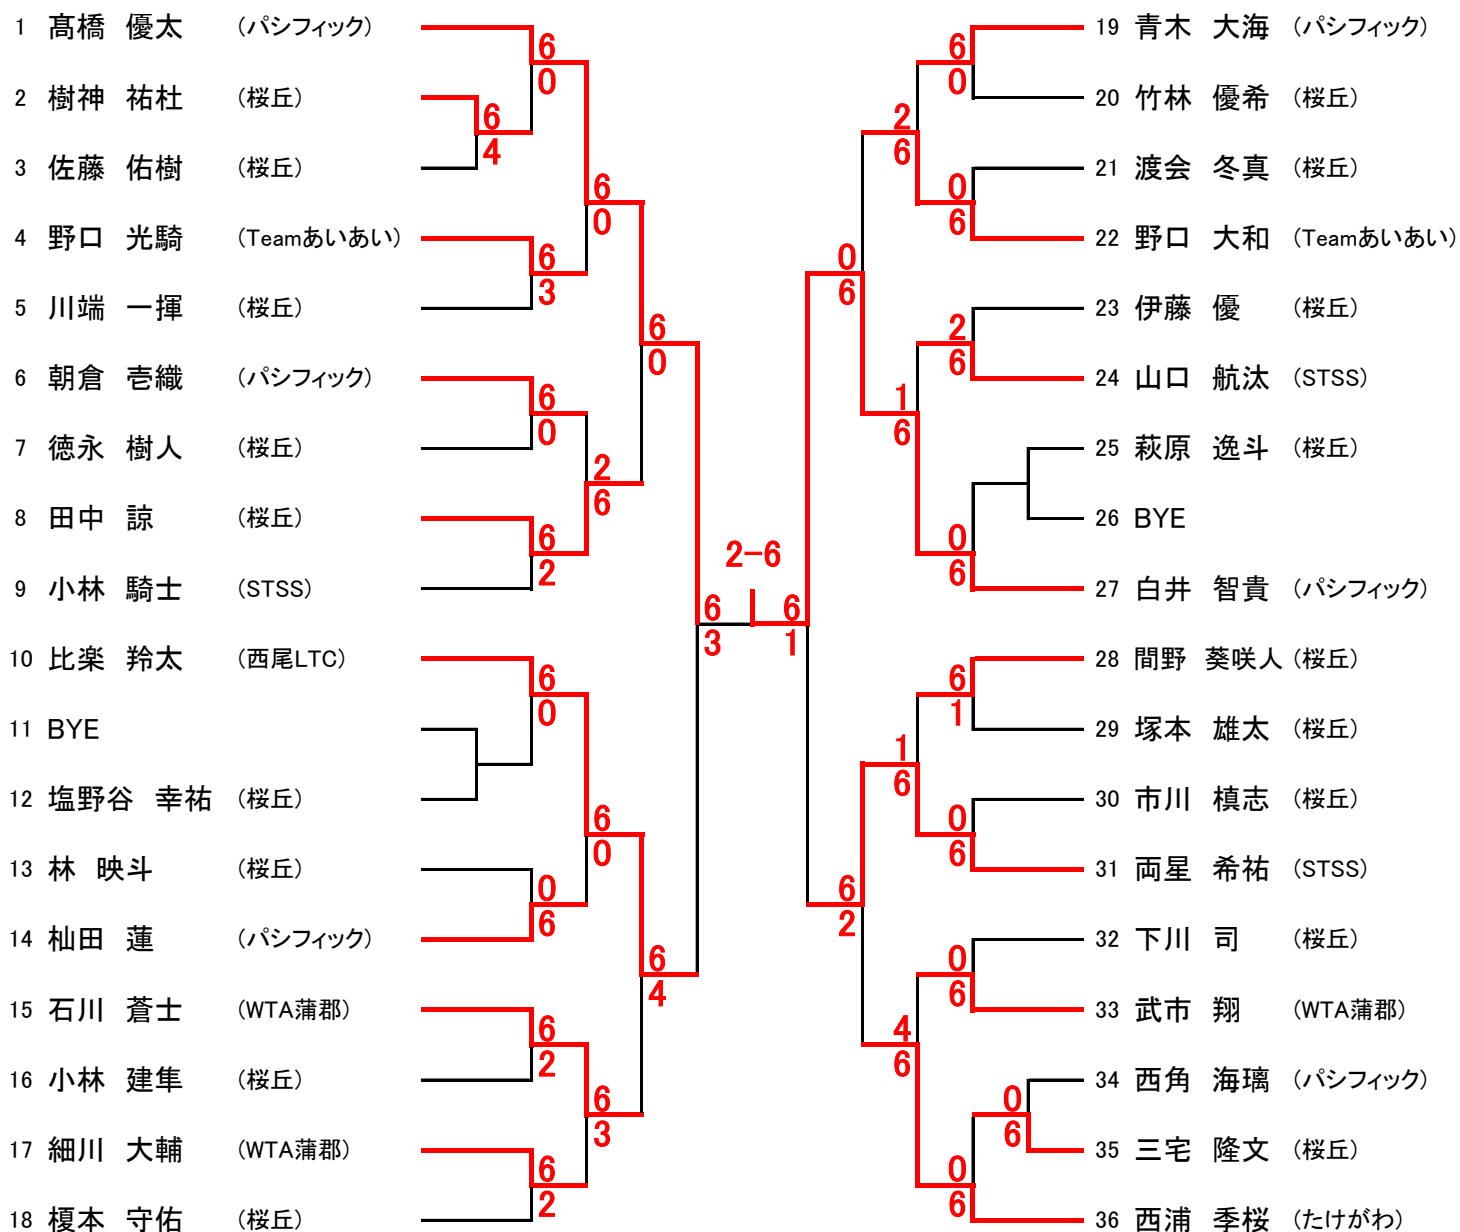 1 髙橋 優太 (パシフィック)
2 樹神 祐杜 (桜丘)
3 佐藤 佑樹 (桜丘)
4 野口 光騎 (Teamあいあい)
5 川端 一揮 (桜丘)
6 朝倉 壱織 (パシフィック)
7 徳永 樹人 (桜丘)
8 田中 諒 (桜丘)
9 小林 騎士 (STSS)
10 比楽 羚太 (西尾LTC)
11 BYE
12 塩野谷 幸祐 (桜丘)
13 林 映斗 (桜丘)
14 杣田 蓮 (パシフィック)
15 石川 蒼士 (WTA蒲郡)
16 小林 建隼 (桜丘)
17 細川 大輔 (WTA蒲郡)
18 榎本 守佑 (桜丘)
6
4
6
0
6
3
6
0
6
2
6
0
0
6
6
2
6
2
6
0
2
6
6
0
6
3
6
0
6
4
6
3
2-6
6
1
0
6
6
2
2
6
1
6
1
6
4
6
6
0
0
6
2
6
0
6
6
1
0
6
0
6
0
6
0
6
19 青木 大海 (パシフィック)
20 竹林 優希 (桜丘)
21 渡会 冬真 (桜丘)
22 野口 大和 (Teamあいあい)
23 伊藤 優 (桜丘)
24 山口 航汰 (STSS)
25 萩原 逸斗 (桜丘)
26 BYE
27 白井 智貴 (パシフィック)
28 間野 葵咲人 (桜丘)
29 塚本 雄太 (桜丘)
30 市川 槙志 (桜丘)
31 両星 希祐 (STSS)
32 下川 司 (桜丘)
33 武市 翔 (WTA蒲郡)
34 西角 海璃 (パシフィック)
35 三宅 隆文 (桜丘)
36 西浦 季桜 (たけがわ)